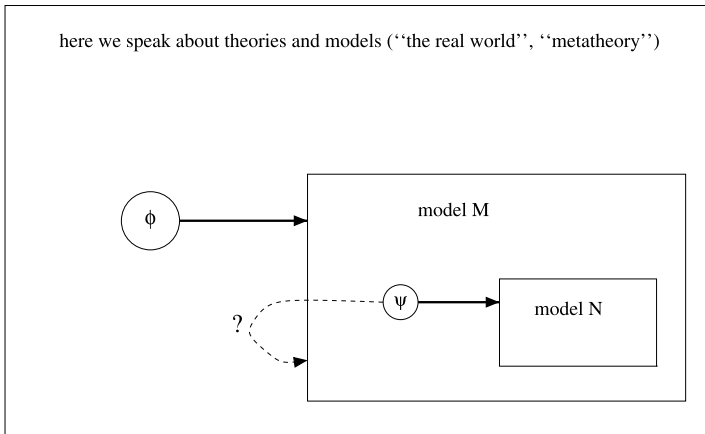 here we speak about theories and models (‘‘the real world’’, ‘‘metatheory’’)
ϕ
model M
ψ
model N
?